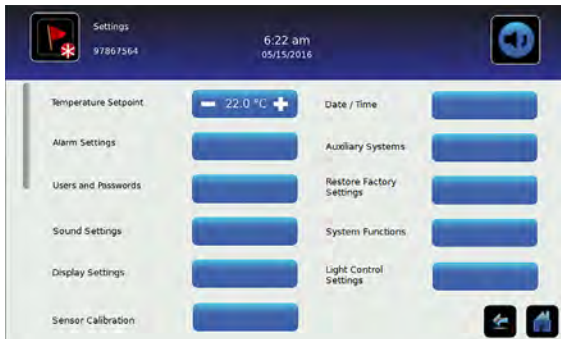 Settings
97867564
6:22 am
05/15/2016
Temperature Setpoint
22.0 °C
Date / Time
Alarm Settings
Auxiliary Systems
Users and Passwords
Restore Factory
Settings
Sound Settings
System Functions
Display Settings
Light Control
Settings
Sensor Calibration